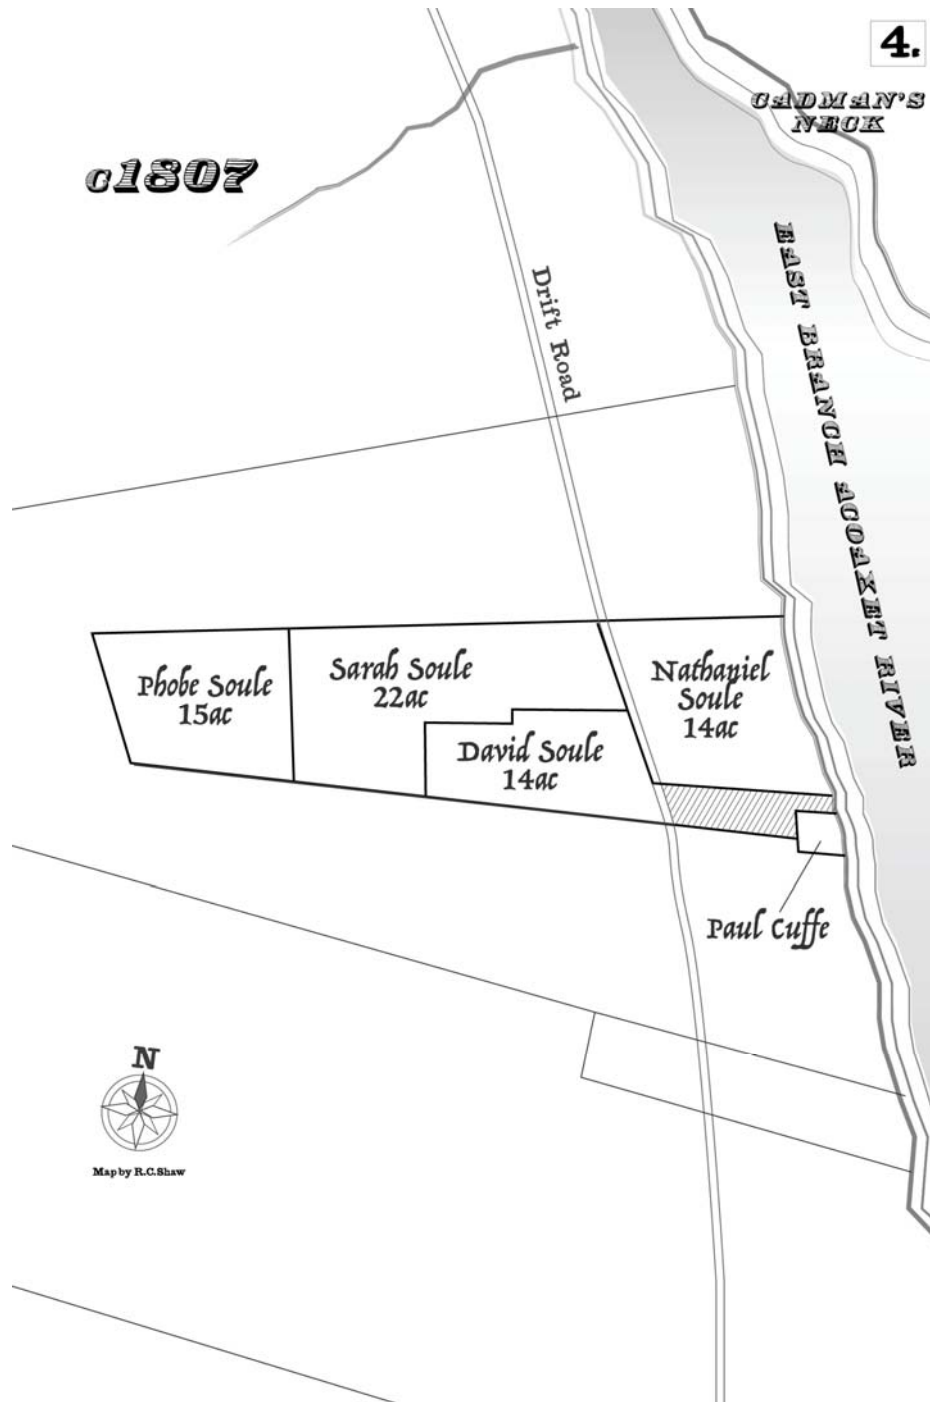 4.
CADMAN'S
NECK
c1807
EAST BRANCH ACOAXET RIVER
Drift Road
Phobe Soule
15ac
Sarah Soule
22ac
Nathaniel
Soule
14ac
David Soule
14ac
Paul Cuffe
N
Map by R.C.Shaw